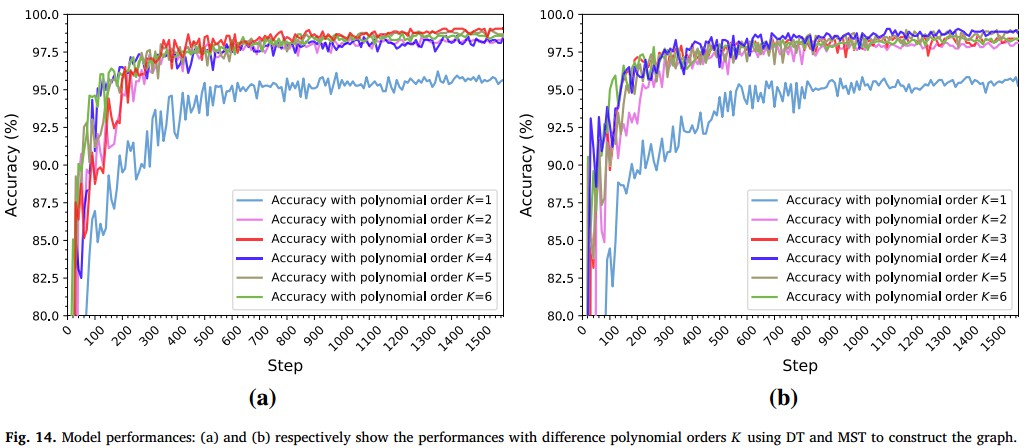 100.0
97.5
95.0
92.5
90.0
87.5
85.0
82.5
80.0
Accuracy (%)
Accuracy with polynomial order K=1
Accuracy with polynomial order K=2
Accuracy with polynomial order K=3
Accuracy with polynomial order K=4
Accuracy with polynomial order K=5
Accuracy with polynomial order K=6
0 100 200 300 400 500 600 700 800 900 1000 1100 1200 1300 1400 1500
Step
(a)
100.0
97.5
95.0
92.5
90.0
87.5
85.0
82.5
80.0
Accuracy (%)
Accuracy with polynomial order K=1
Accuracy with polynomial order K=2
Accuracy with polynomial order K=3
Accuracy with polynomial order K=4
Accuracy with polynomial order K=5
Accuracy with polynomial order K=6
0 100 200 300 400 500 600 700 800 900 1000 1100 1200 1300 1400 1500
Step
(b)
Fig. 14. Model performances: (a) and (b) respectively show the performances with difference polynomial orders K using DT and MST to construct the graph.